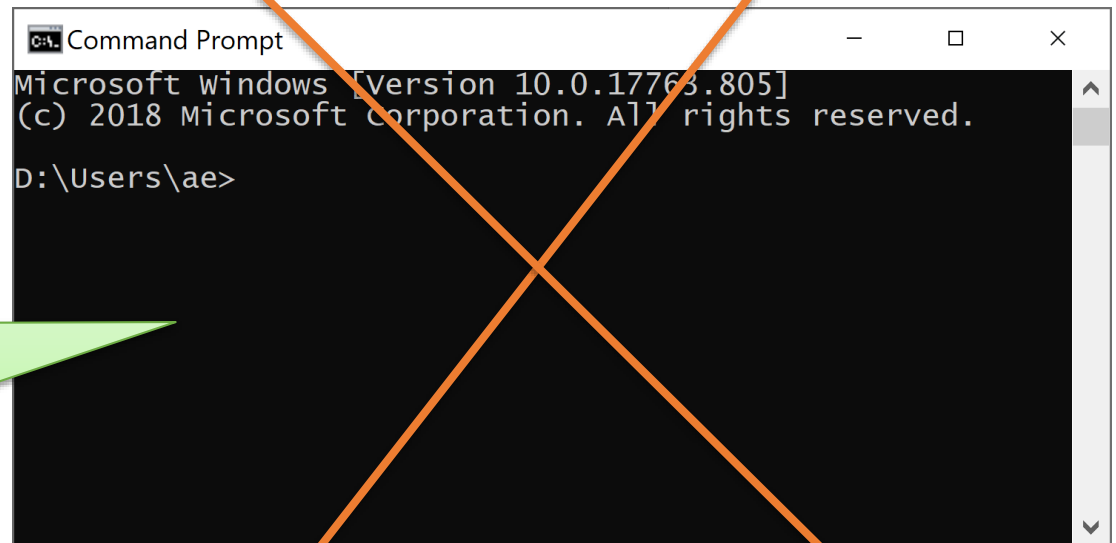 C:\. Command Prompt
Microsoft Windows [Version 10.0.17763.805]
(c) 2018 Microsoft Corporation. All rights reserved.
D:\Users\ae>